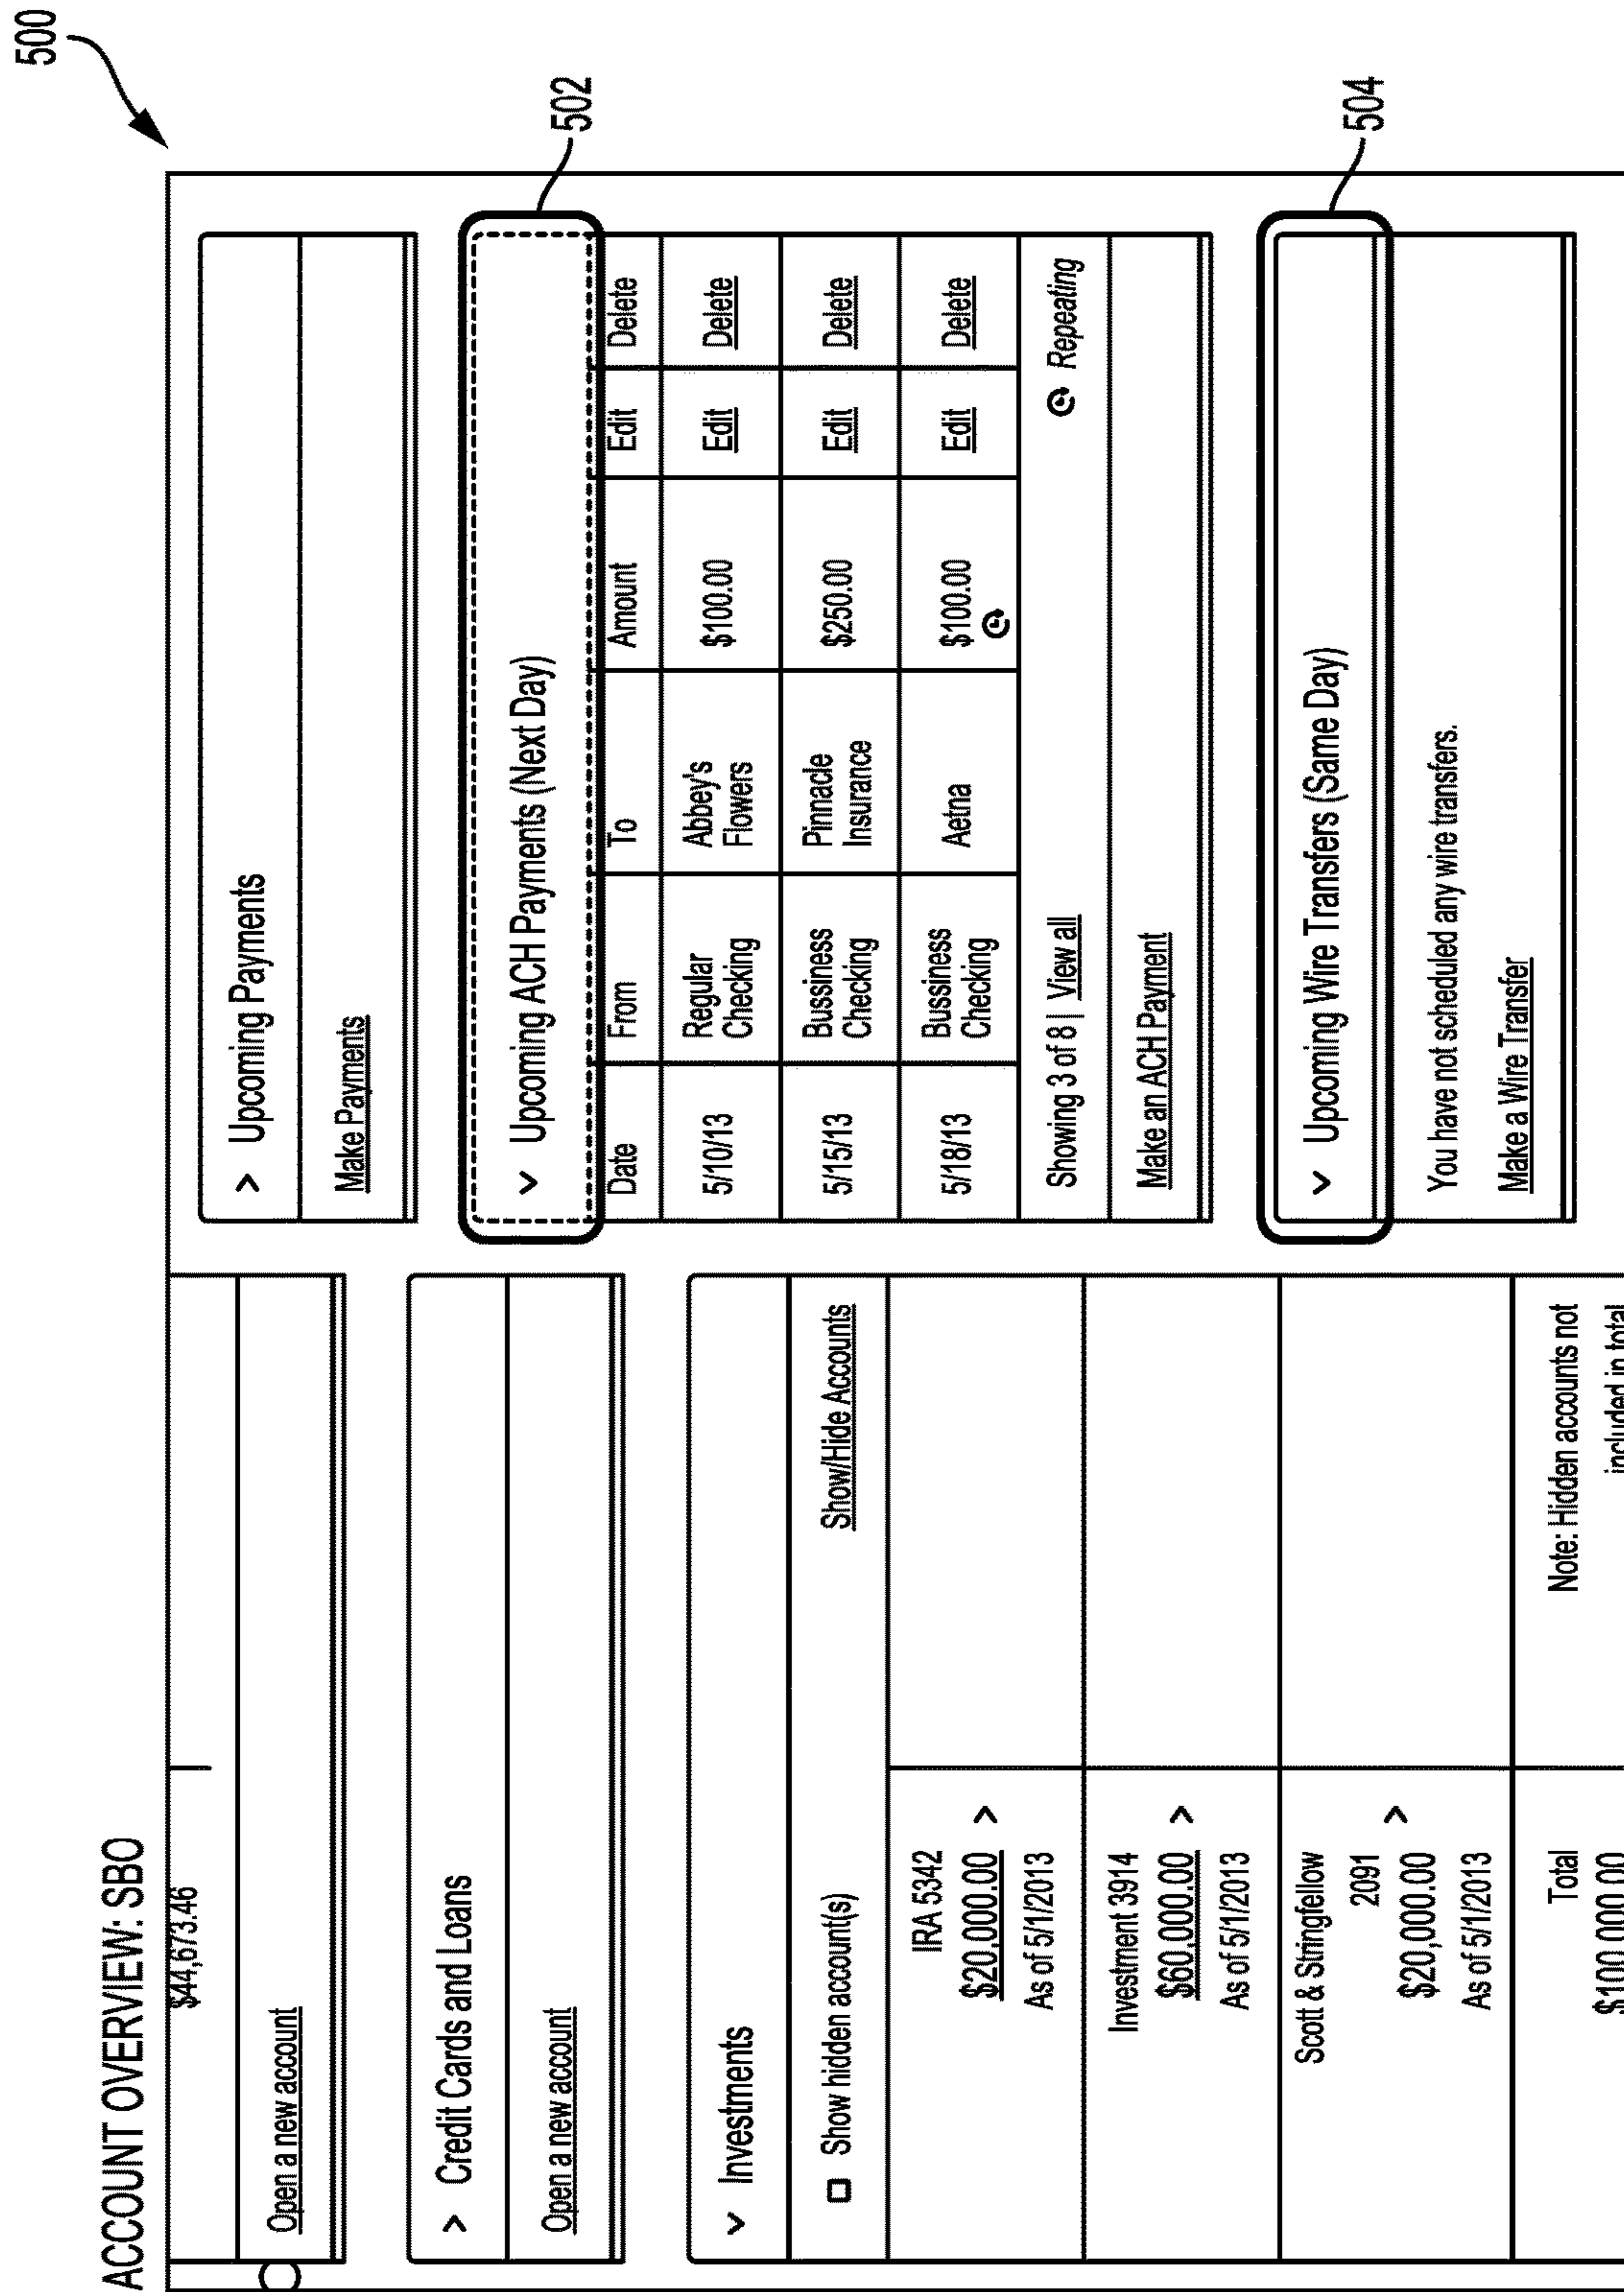 500
ACCOUNT OVERVIEW: SBO
$44,673.46
Open a new account
> Credit Cards and Loans
Open a new account
v Investments
Show hidden account(s) Show/Hide Accounts
IRA 5342
$20,000.00 >
As of 5/1/2013
Investment 3914
$60,000.00 >
As of 5/1/2013
Scott & Stringfellow
2091
$20,000.00 >
As of 5/1/2013
Total
$100,000.00
Note: Hidden accounts not
included in total
> Upcoming Payments
Make Payments
502
v Upcoming ACH Payments (Next Day)
Date From To Amount Edit Delete
5/10/13 Regular Checking Abbey's Flowers $100.00 Edit Delete
5/15/13 Bussiness Checking Pinnacle Insurance $250.00 Edit Delete
5/18/13 Bussiness Checking Aetna $100.00 Edit Delete
Showing 3 of 8 | View all Repeating
Make an ACH Payment
504
v Upcoming Wire Transfers (Same Day)
You have not scheduled any wire transfers.
Make a Wire Transfer